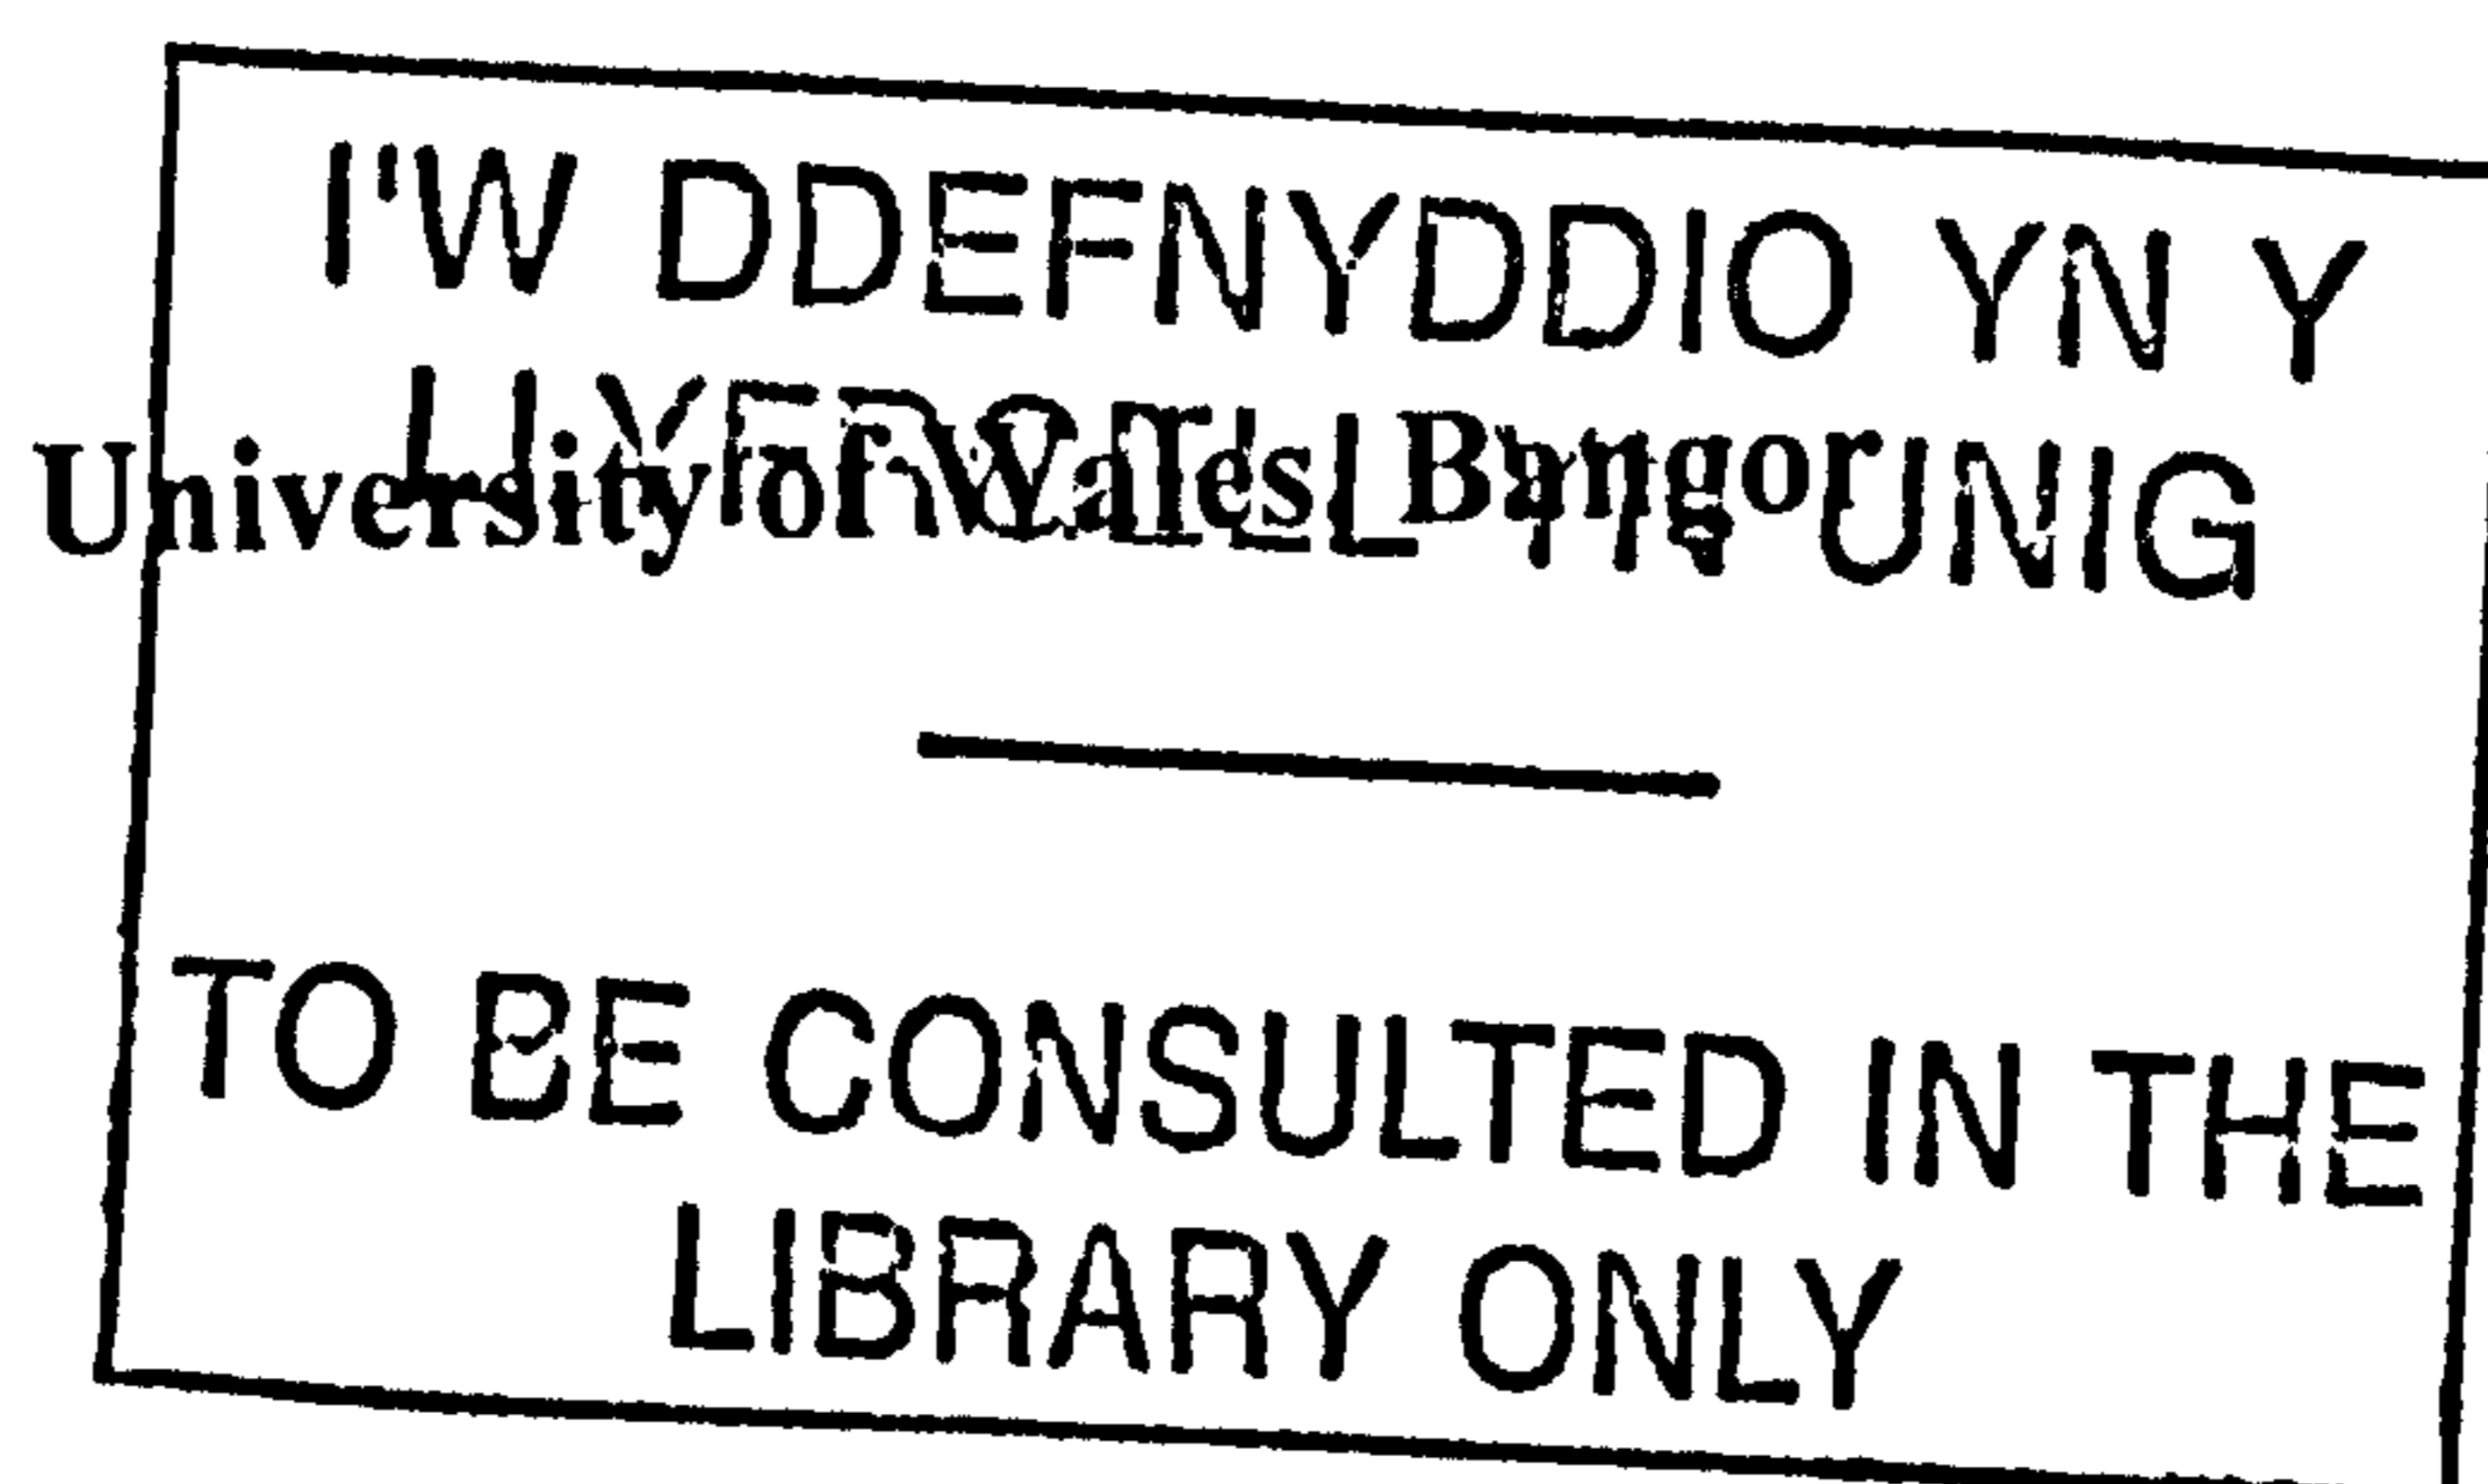 I'W DDEFNYDDIO YN Y
LLYFRGELL YN UNIG
University of Wales, Bangor
TO BE CONSULTED IN THE
LIBRARY ONLY